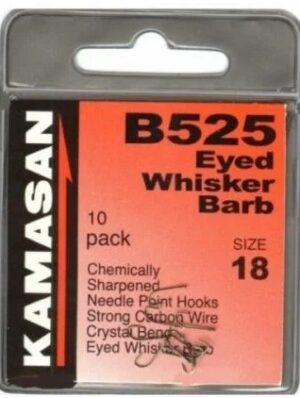 KAMASAN
B525
Eyed
Whisker
Barb
10
pack
SIZE
18
Chemically
Sharpened
Needle Point Hooks
Strong Carbon Wire
Crystal Bend
Eyed Whisker Barb